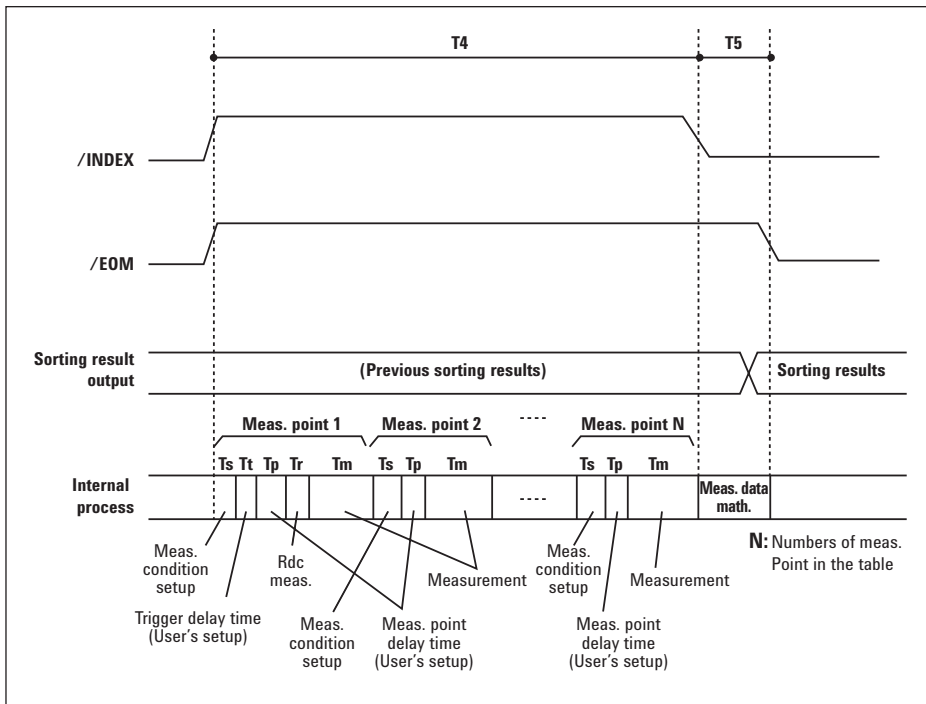 T4 T5
/INDEX
/EOM
Sorting result
output
(Previous sorting results)
Sorting results
Meas. point 1 Meas. point 2 ---- Meas. point N
Ts Tt Tp Tr Tm Ts Tp Tm Ts Tp Tm
Internal
process
----
Meas. data
math.
N: Numbers of meas.
Point in the table
Meas.
condition
setup
Trigger delay time
(User's setup)
Rdc
meas.
Meas.
condition
setup
Measurement
Meas. point
delay time
(User's setup)
Meas.
condition
setup
Meas. point
delay time
(User's setup)
Measurement